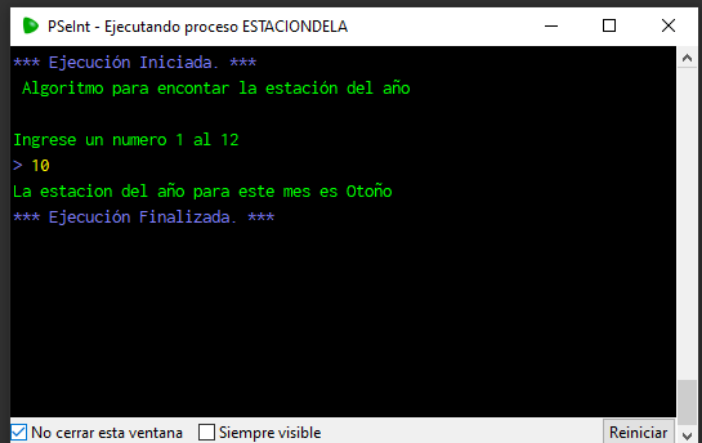 PSeInt - Ejecutando proceso ESTACIONDELA
*** Ejecución Iniciada. ***
Algoritmo para encontar la estación del año
Ingrese un numero 1 al 12
> 10
La estacion del año para este mes es Otoño
*** Ejecución Finalizada. ***
No cerrar esta ventana Siempre visible Reiniciar